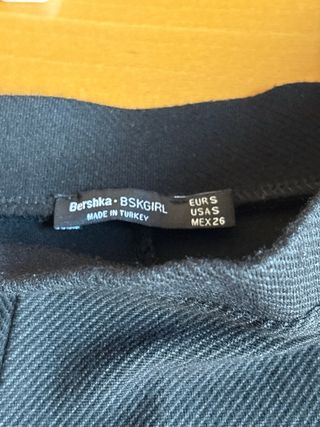 Bershka • BSKGIRL
MADE IN TURKEY
EUR S
USA S
MEX 26